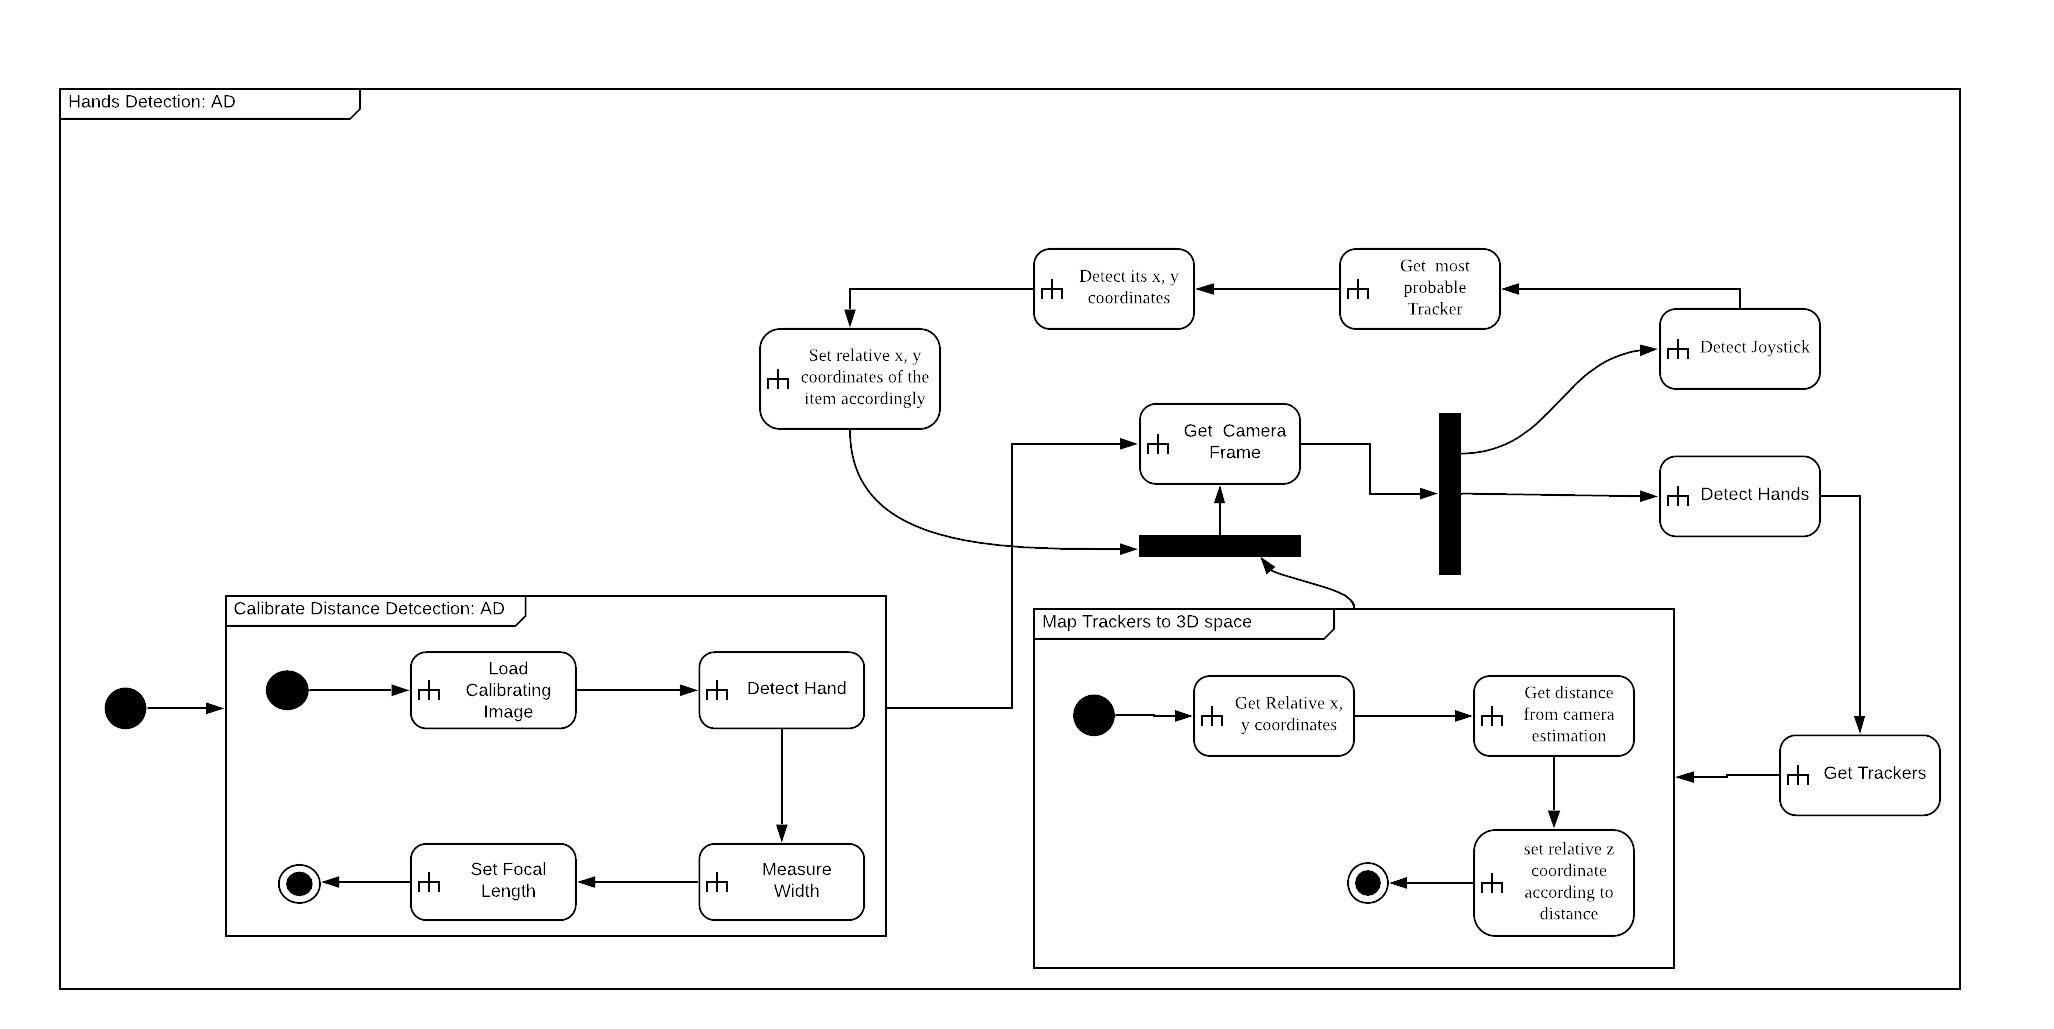 Hands Detection: AD
Detect its x, y
coordinates
Get  most
probable
Tracker
Detect Joystick
Set relative x, y
coordinates of the
item accordingly
Get  Camera
Frame
Detect Hands
Calibrate Distance Detcection: AD
Load
Calibrating
Image
Detect Hand
Set Focal
Length
Measure
Width
Map Trackers to 3D space
Get Relative x,
y coordinates
Get distance
from camera
estimation
set relative z
coordinate
according to
distance
Get Trackers